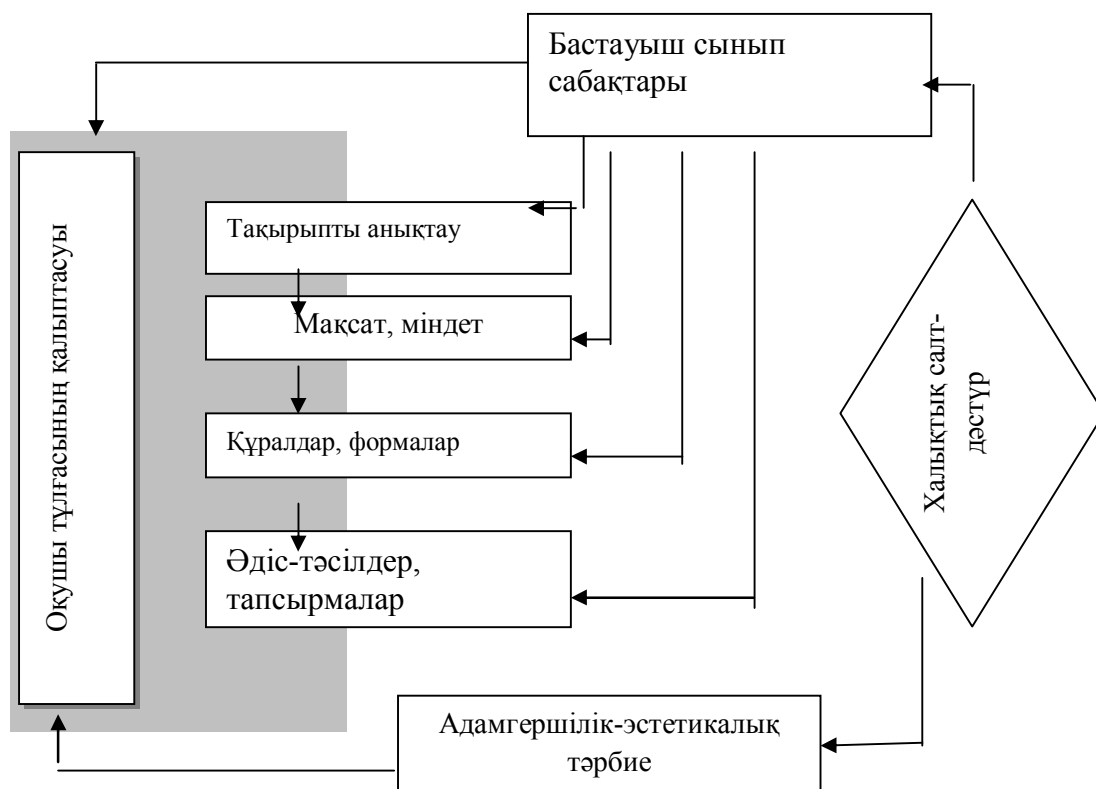 Бастауыш сынып
сабақтары
Оқушы тұлғасының қалыптасуы
Тақырыпты анықтау
Мақсат, міндет
Құралдар, формалар
Әдіс-тәсілдер,
тапсырмалар
Халықтық салт-
дәстүр
Адамгершілік-эстетикалық
тәрбие